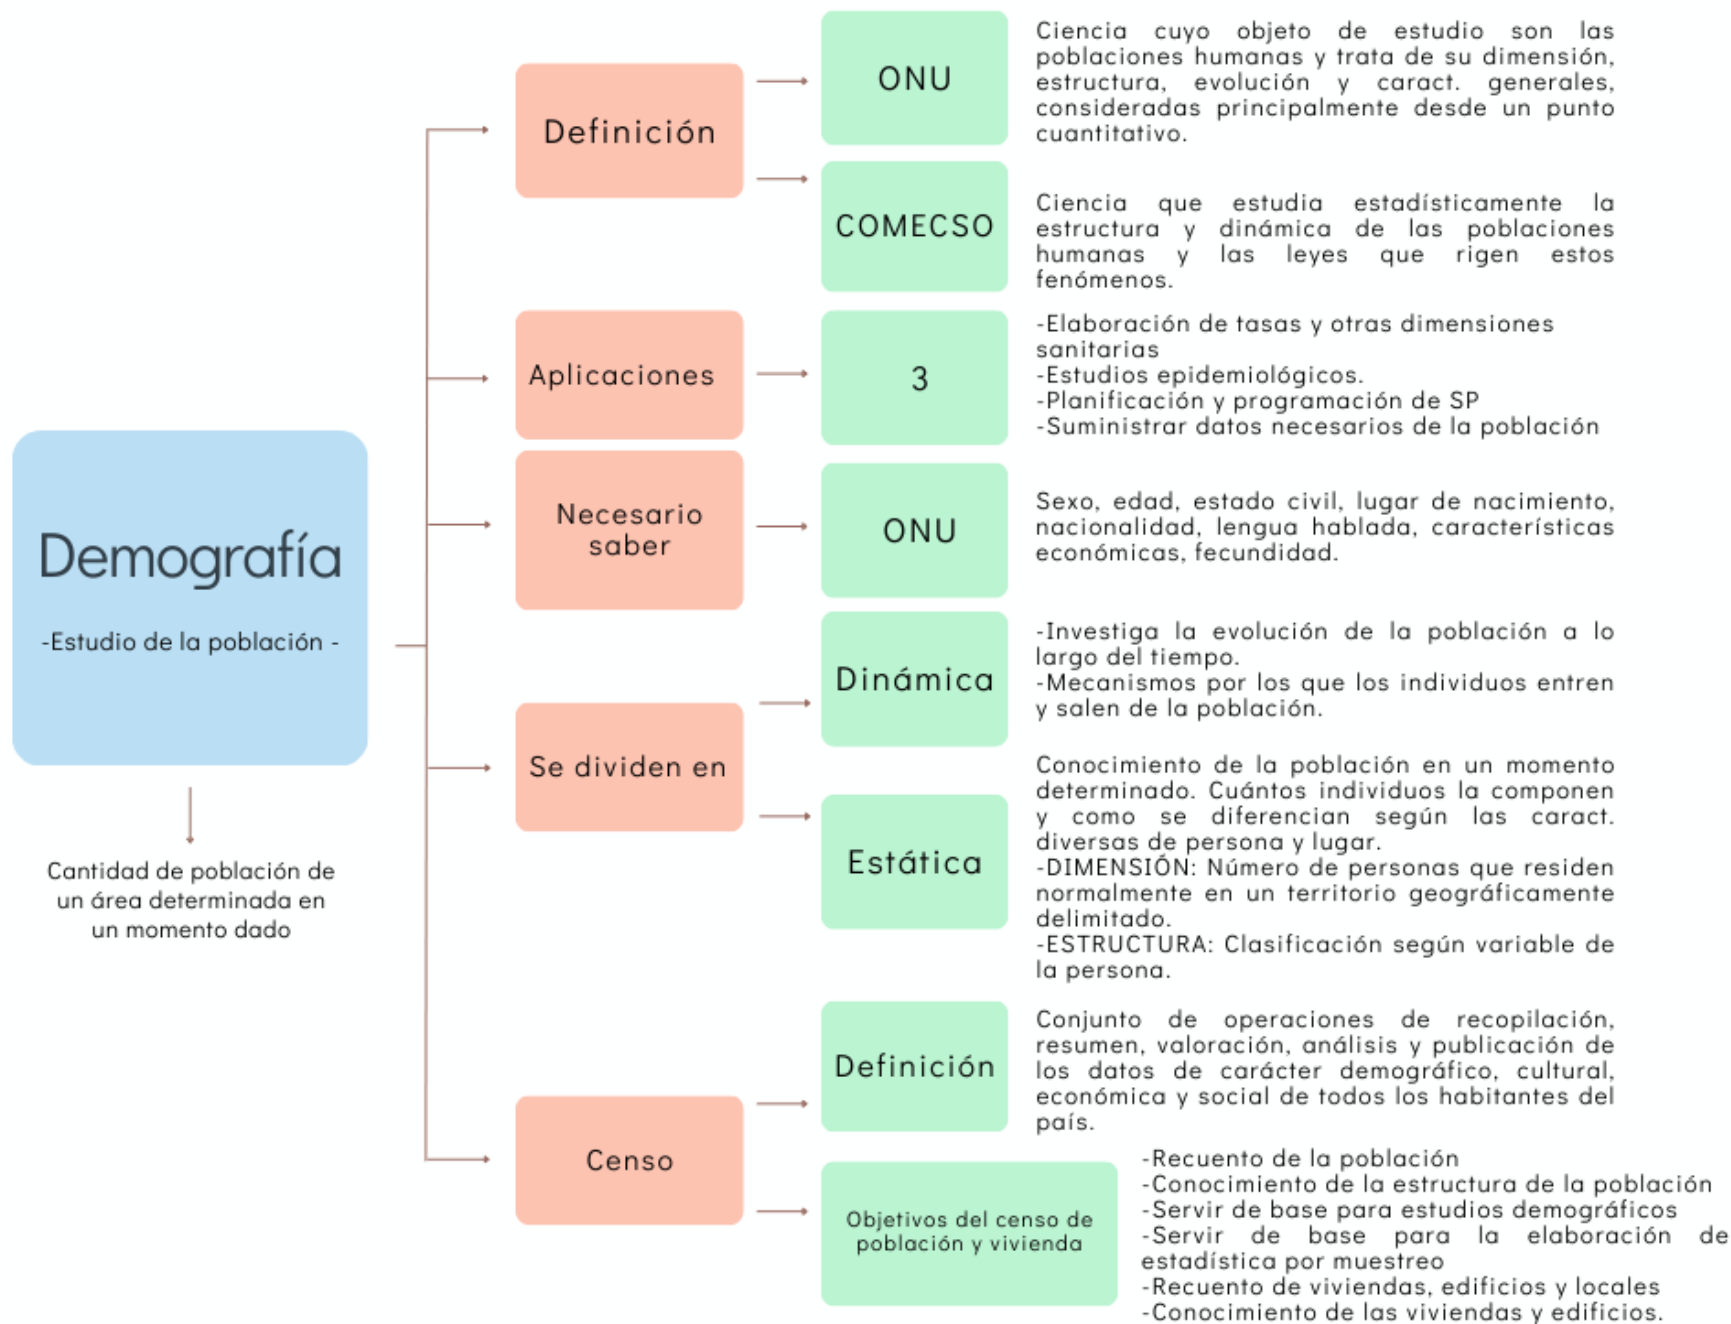 Demografía
-Estudio de la población -
Cantidad de población de
un área determinada en
un momento dado
Definición
ONU
Ciencia cuyo objeto de estudio son las
poblaciones humanas y trata de su dimensión,
estructura, evolución y caract. generales,
consideradas principalmente desde un punto
cuantitativo.
COMECSO
Ciencia que estudia estadísticamente la
estructura y dinámica de las poblaciones
humanas y las leyes que rigen estos
fenómenos.
Aplicaciones
3
-Elaboración de tasas y otras dimensiones
sanitarias
-Estudios epidemiológicos.
-Planificación y programación de SP
-Suministrar datos necesarios de la población
Necesario
saber
ONU
Sexo, edad, estado civil, lugar de nacimiento,
nacionalidad, lengua hablada, características
económicas, fecundidad.
Se dividen en
Dinámica
-Investiga la evolución de la población a lo
largo del tiempo.
-Mecanismos por los que los individuos entren
y salen de la población.
Estática
Conocimiento de la población en un momento
determinado. Cuántos individuos la componen
y como se diferencian según las caract.
diversas de persona y lugar.
-DIMENSIÓN: Número de personas que residen
normalmente en un territorio geográficamente
delimitado.
-ESTRUCTURA: Clasificación según variable de
la persona.
Censo
Definición
Conjunto de operaciones de recopilación,
resumen, valoración, análisis y publicación de
los datos de carácter demográfico, cultural,
económica y social de todos los habitantes del
país.
Objetivos del censo de
población y vivienda
-Recuento de la población
-Conocimiento de la estructura de la población
-Servir de base para estudios demográficos
-Servir de base para la elaboración de
estadística por muestreo
-Recuento de viviendas, edificios y locales
-Conocimiento de las viviendas y edificios.